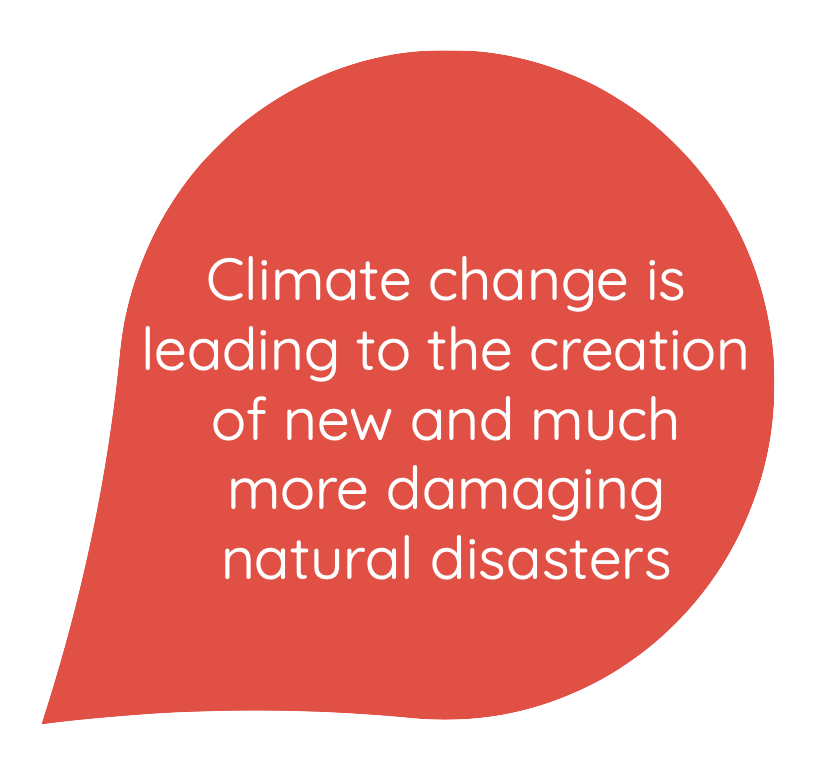 Climate change is
leading to the creation
of new and much
more damaging
natural disasters